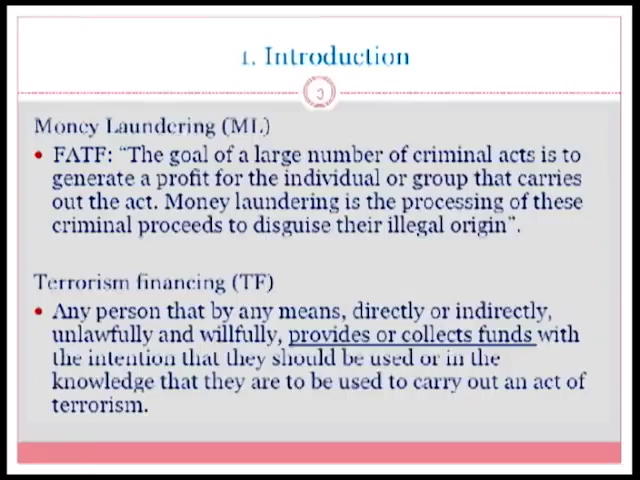 1. Introduction
3
Money Laundering (ML)
• FATF: “The goal of a large number of criminal acts is to
generate a profit for the individual or group that carries
out the act. Money laundering is the processing of these
criminal proceeds to disguise their illegal origin”.
Terrorism financing (TF)
• Any person that by any means, directly or indirectly,
unlawfully and willfully, provides or collects funds with
the intention that they should be used or in the
knowledge that they are to be used to carry out an act of
terrorism.